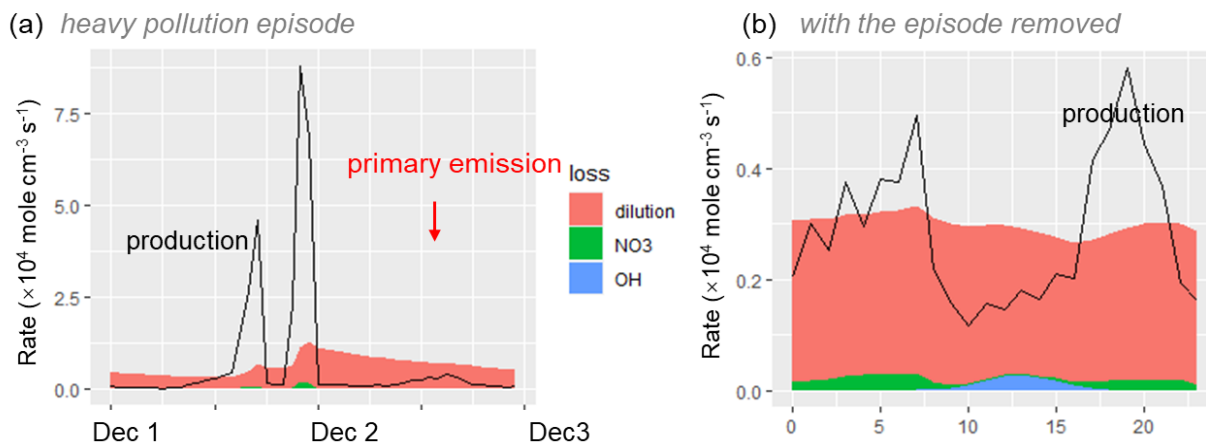 (a) heavy pollution episode
Rate (×10⁴ mole cm⁻³ s⁻¹)
7.5
5.0
2.5
0.0
production
primary emission
Dec 1
Dec 2
Dec3
loss
dilution
NO3
OH
(b) with the episode removed
Rate (×10⁴ mole cm⁻³ s⁻¹)
0.6
0.4
0.2
0.0
production
0
5
10
15
20